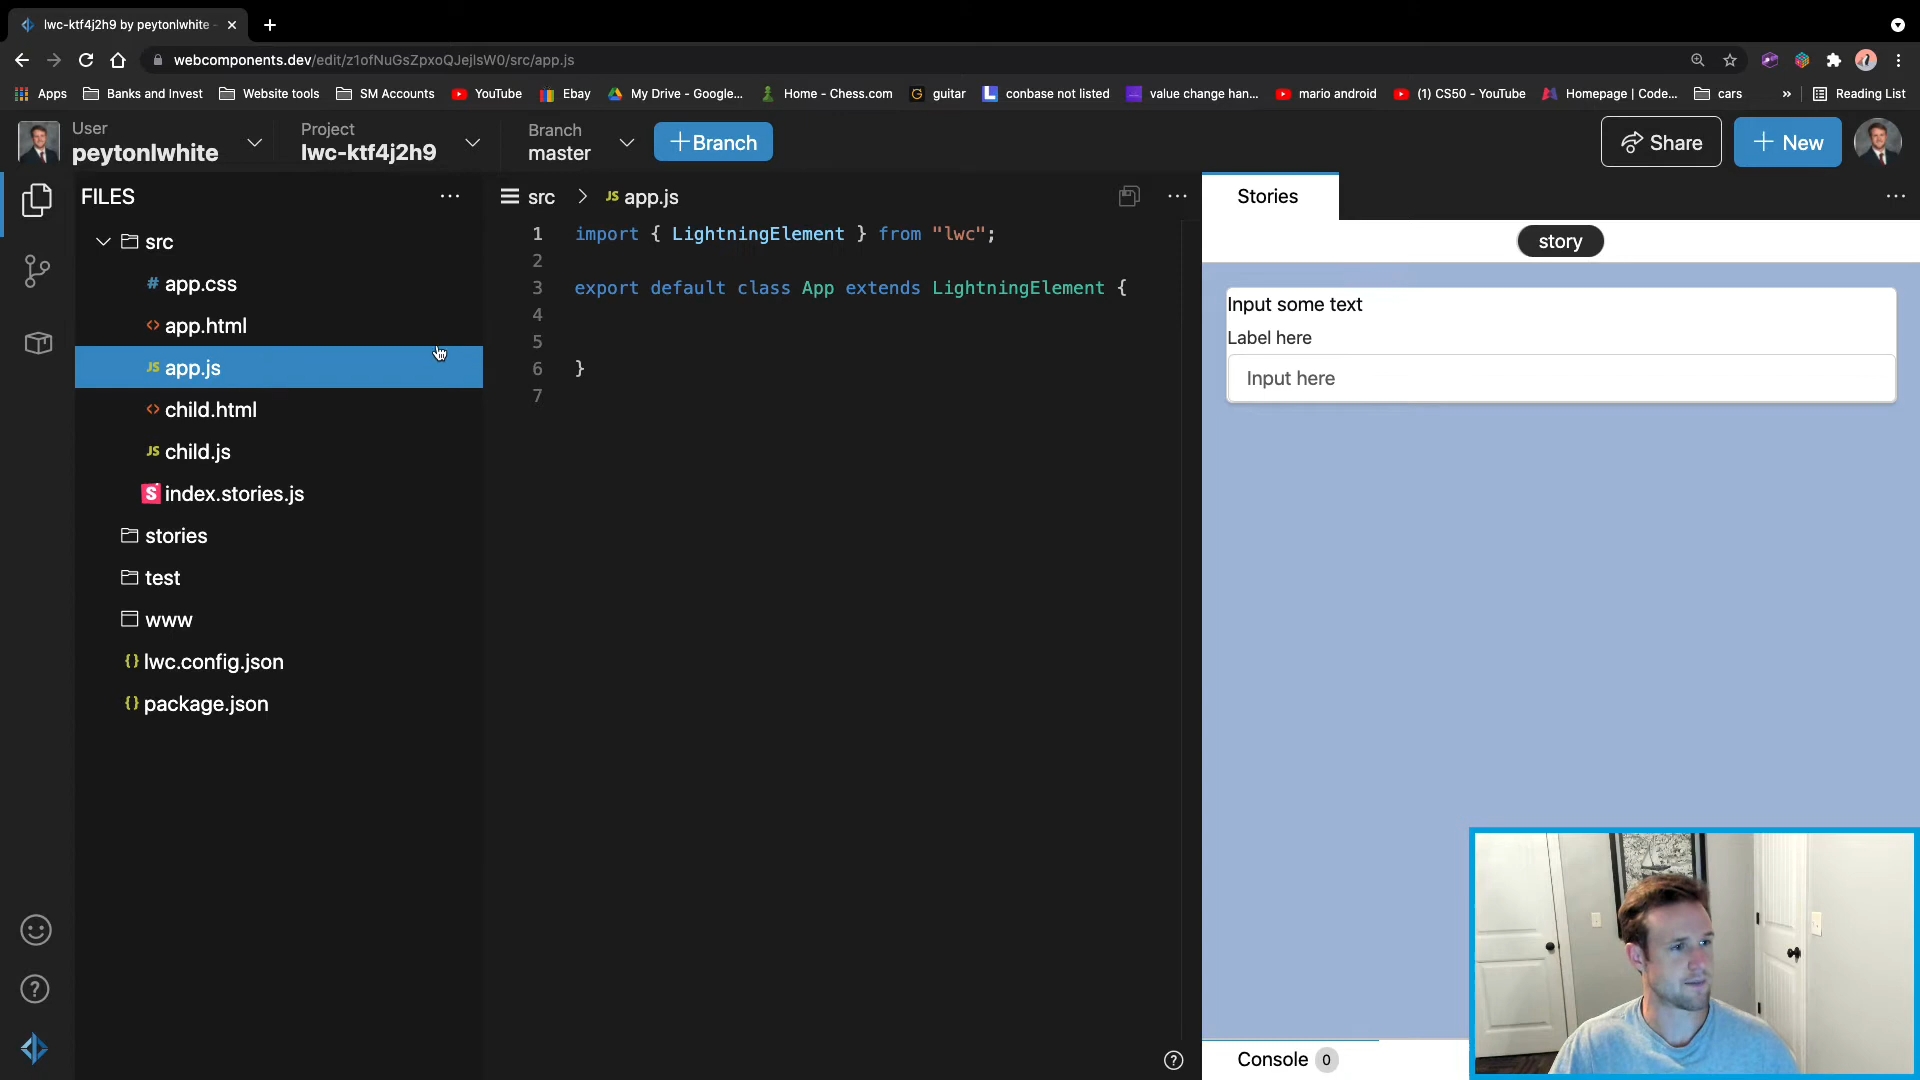 lwc-ktf4j2h9 by peytonlwhite -
webcomponents.dev/edit/z1ofNuGsZpxoQJejlsW0/src/app.js
Apps Banks and Invest Website tools SM Accounts YouTube Ebay My Drive - Google... Home - Chess.com guitar conbase not listed value change han... mario android (1) CS50 - YouTube Homepage | Code... cars » Reading List
User
peytonlwhite
Project
lwc-ktf4j2h9
Branch
master
+Branch
Share
+ New
FILES
src
# app.css
<> app.html
JS app.js
<> child.html
JS child.js
S index.stories.js
stories
test
www
{} lwc.config.json
{} package.json
src > JS app.js
1 import { LightningElement } from "lwc";
2
3 export default class App extends LightningElement {
4
5
6 }
7
Stories
story
Input some text
Label here
Input here
Console 0